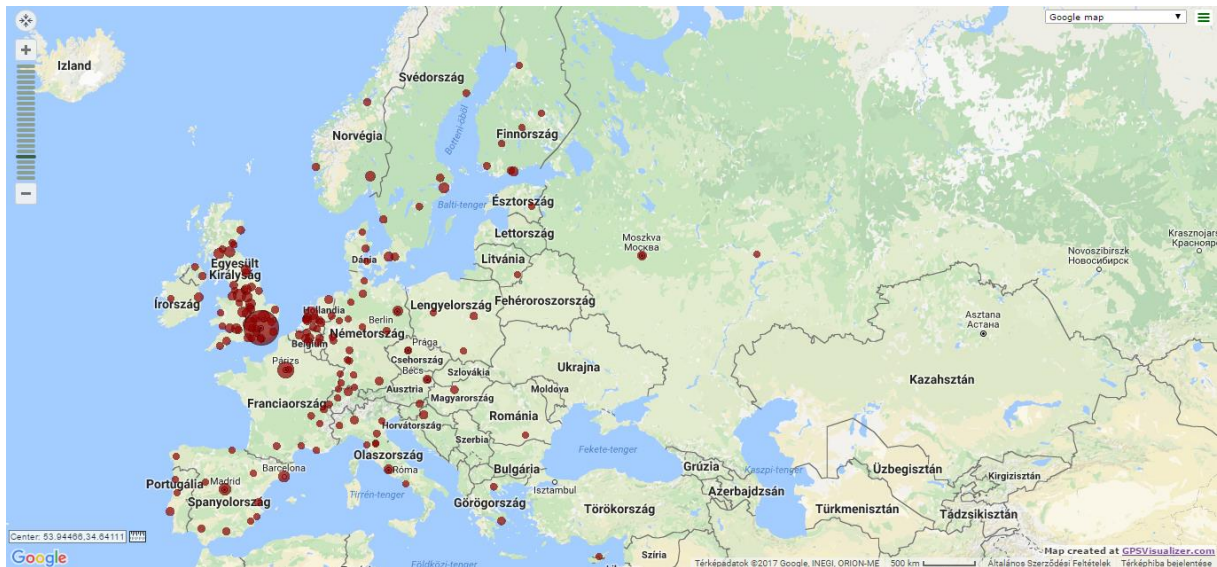 Google map
Izland
Svédország
Norvégia
Finnország
Botteni-öböl
Balti-tenger
Észtország
Lettország
Litvánia
Dánia
Moszkva
Москва
Krasznojars
Красноярс
Novoszibirszk
Новосибирск
Egyesült
Királyság
Írország
Hollandia
Berlin
Lengyelország
Fehéroroszország
Németország
Belgium
Prága
Csehország
Párizs
Bécs
Szlovákia
Ukrajna
Asztana
Астана
Kazahsztán
Ausztria
Magyarország
Moldova
Franciaország
Horvátország
Románia
Szerbia
Olaszország
Fekete-tenger
Kaszpi-tenger
Grúzia
Üzbegisztán
Kirgizisztán
Barcelona
Róma
Bulgária
Portugália
Madrid
Spanyolország
Tirrén-tenger
Isztambul
Azerbajdzsán
Türkmenisztán
Tádzsikisztán
Görögország
Törökország
Center: 53.94466,34.64111
Szíria
Földközi-tenger
Google
Map created at GPSVisualizer.com
Térképadatok ©2017 Google, INEGI, ORION-ME
500 km
Általános Szerződési Feltételek
Térképhiba bejelentése